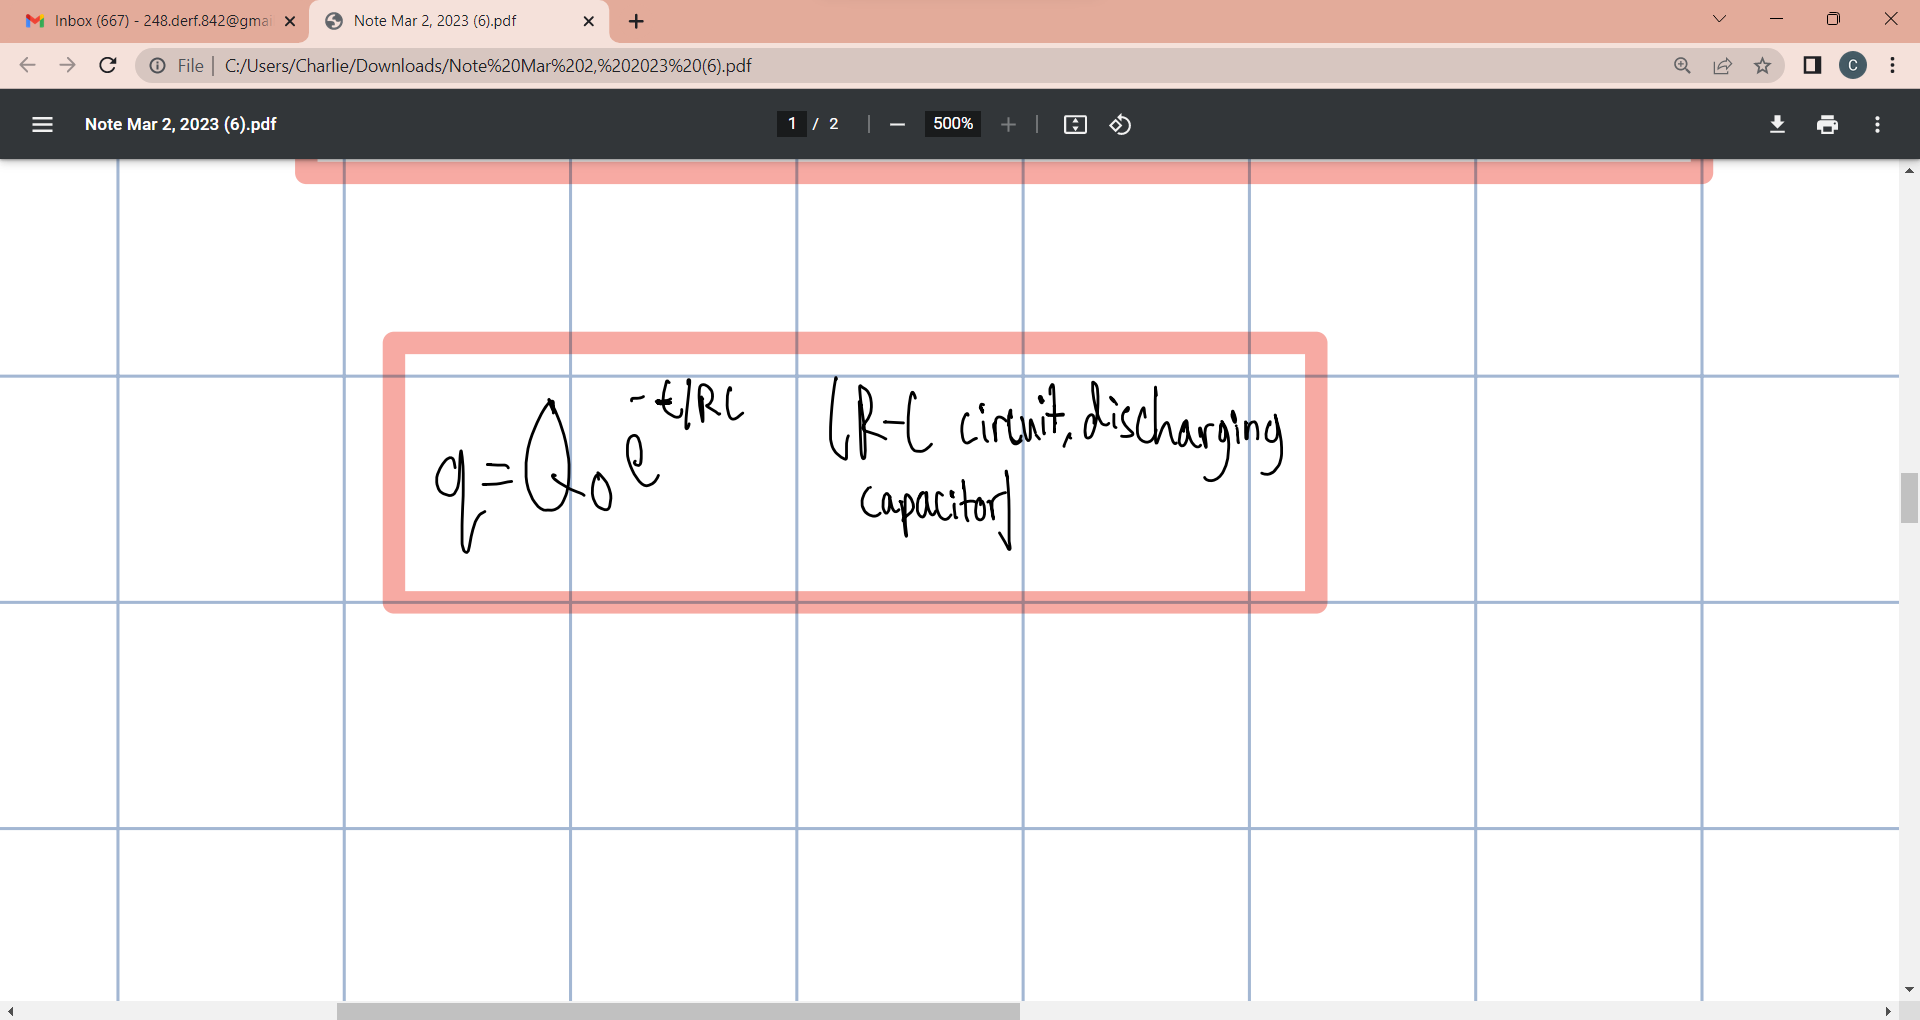 Inbox (667) - 248.derf.842@gmai
Note Mar 2, 2023 (6).pdf
File | C:/Users/Charlie/Downloads/Note%20Mar%202,%202023%20(6).pdf
C
Note Mar 2, 2023 (6).pdf
1 / 2
500%
q = Q₀ e^-t/RC (R-C circuit, discharging
capacitor)